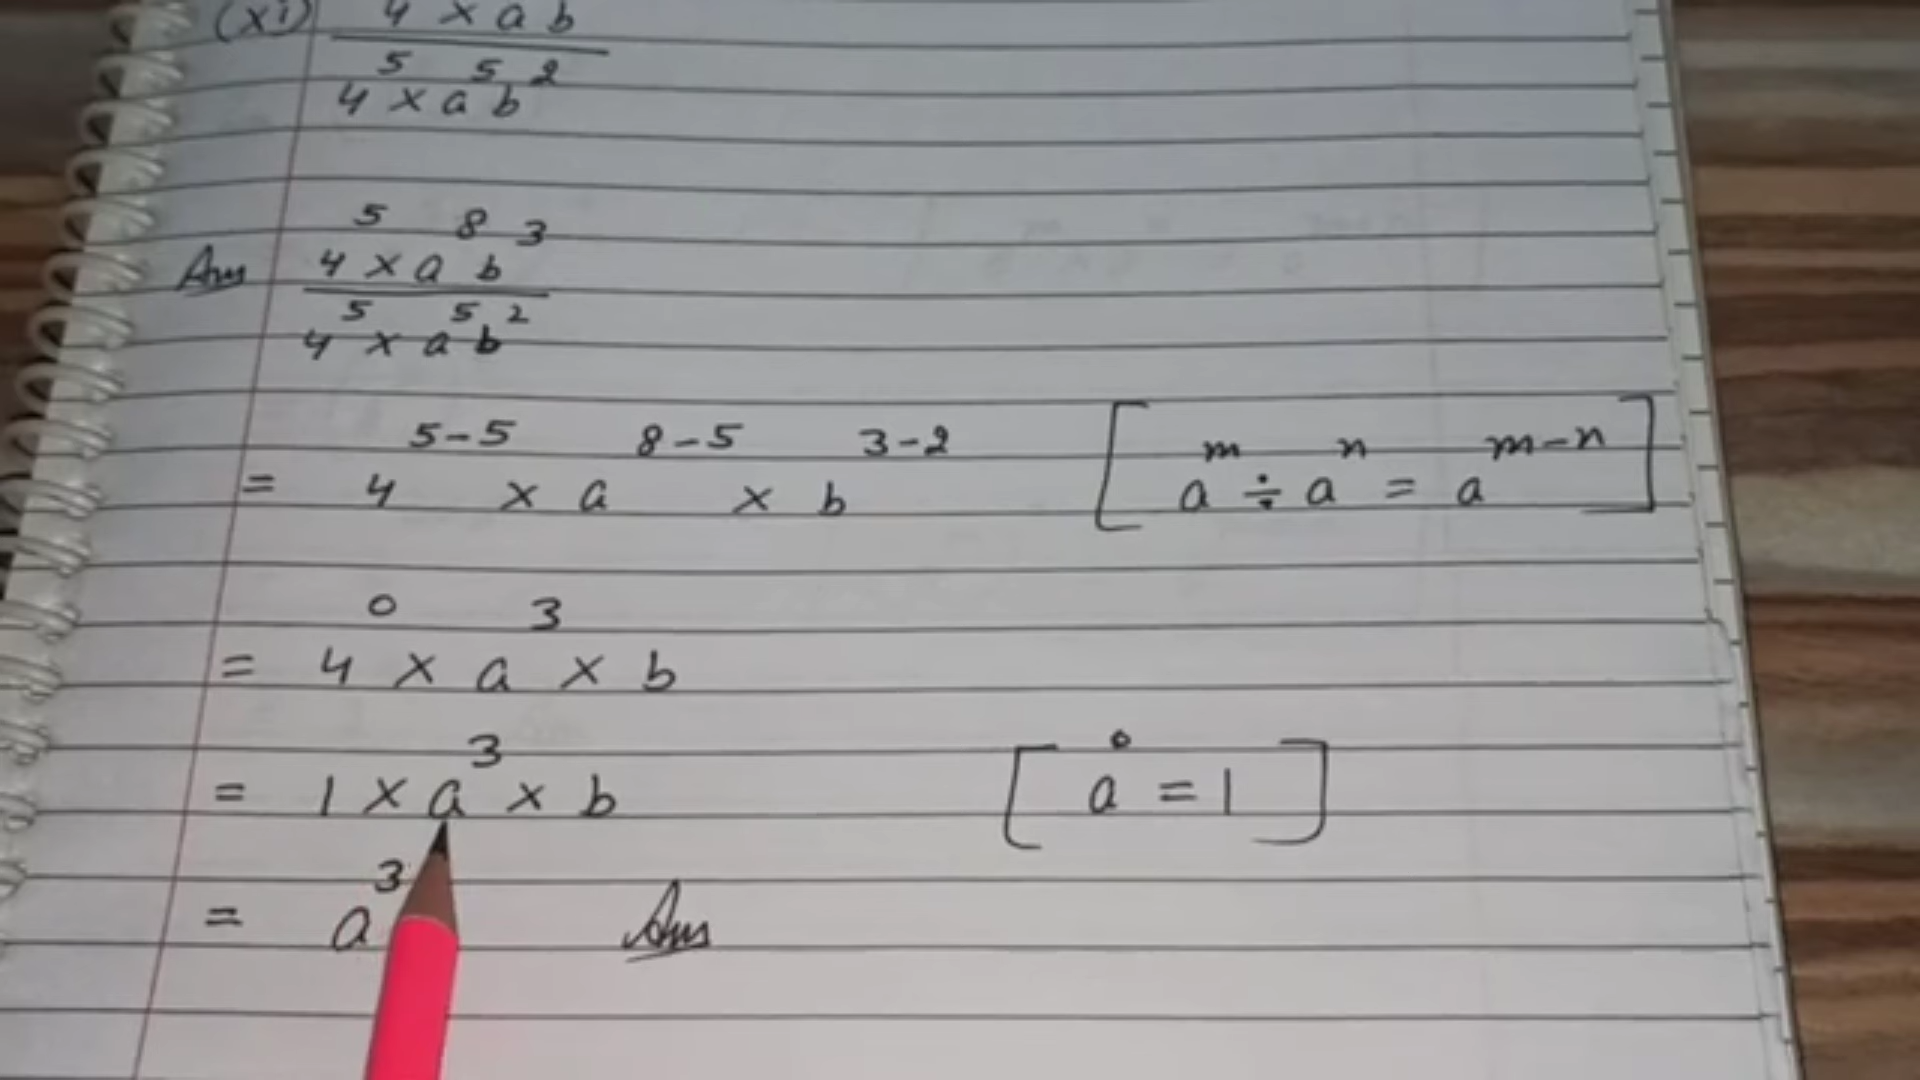 (xi) 4 × a b
4⁵ × a⁵ b²
Ans 4⁵ × a⁸ b³
4⁵ × a⁵ b²
= 4⁵⁻⁵ × a⁸⁻⁵ × b³⁻² [aᵐ ÷ aⁿ = aᵐ⁻ⁿ]
= 4⁰ × a³ × b
= 1 × a³ × b [a⁰ = 1]
= a³ Ans